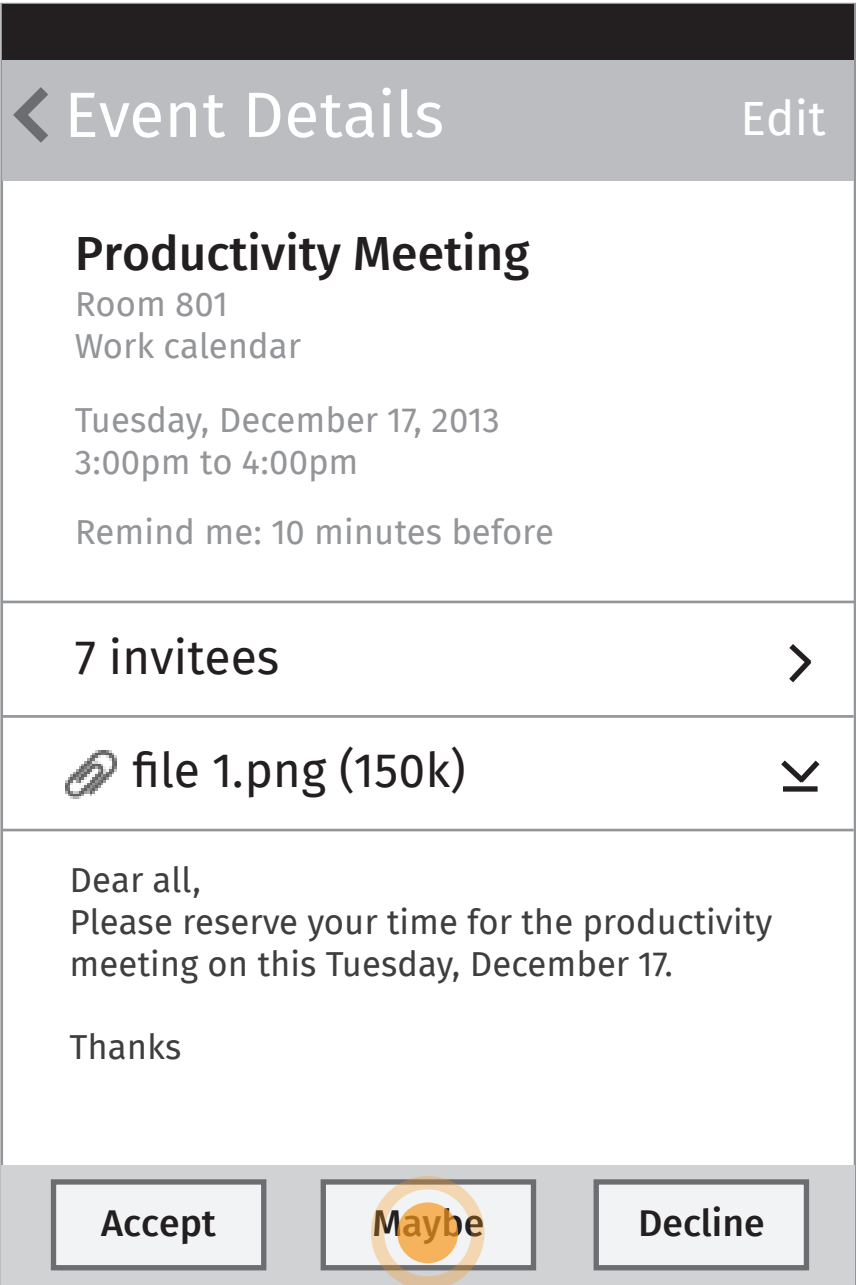 Event Details
Edit
Productivity Meeting
Room 801
Work calendar
Tuesday, December 17, 2013
3:00pm to 4:00pm
Remind me: 10 minutes before
7 invitees
file 1.png (150k)
Dear all,
Please reserve your time for the productivity
meeting on this Tuesday, December 17.
Thanks
Accept
Maybe
Decline